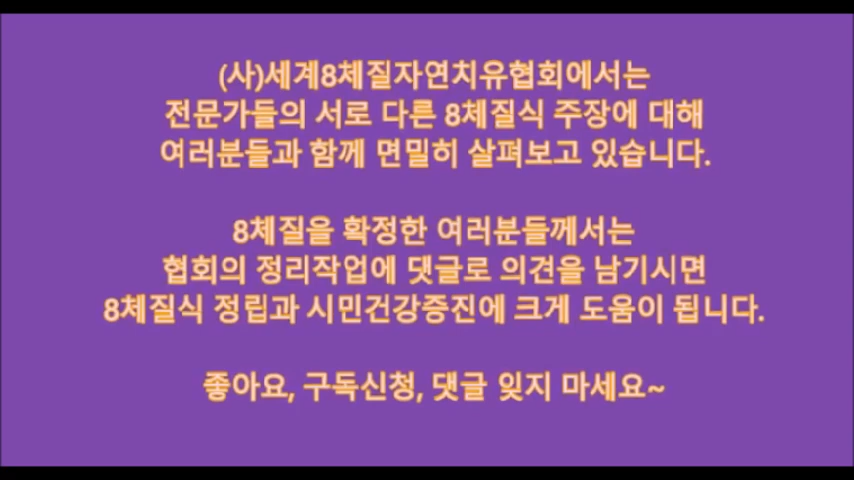 (사)세계8체질자연치유협회에서는
전문가들의 서로 다른 8체질식 주장에 대해
여러분들과 함께 면밀히 살펴보고 있습니다.
8체질을 확정한 여러분들께서는
협회의 정리작업에 댓글로 의견을 남기시면
8체질식 정립과 시민건강증진에 크게 도움이 됩니다.
좋아요, 구독신청, 댓글 잊지 마세요~